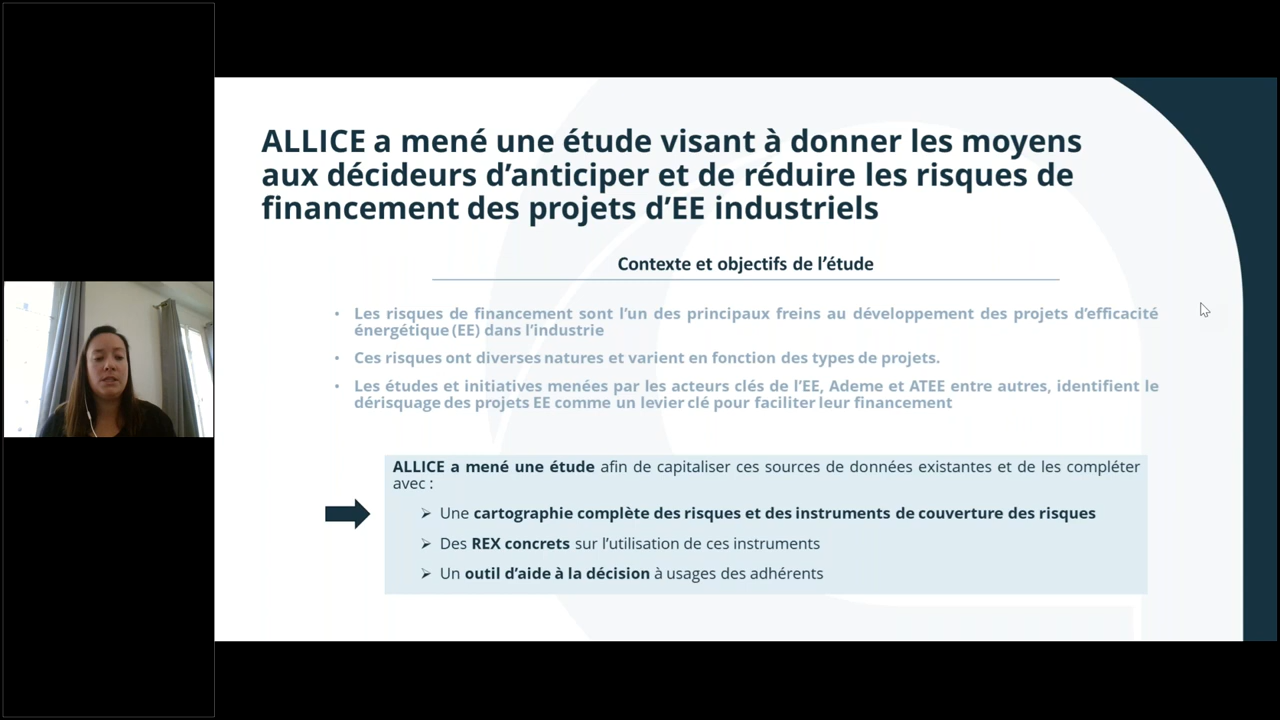 ALLICE a mené une étude visant à donner les moyens
aux décideurs d’anticiper et de réduire les risques de
financement des projets d’EE industriels
Contexte et objectifs de l’étude
• Les risques de financement sont l’un des principaux freins au développement des projets d’efficacité
énergétique (EE) dans l’industrie
• Ces risques ont diverses natures et varient en fonction des types de projets.
• Les études et initiatives menées par les acteurs clés de l’EE, Ademe et ATEE entre autres, identifient le
dérisquage des projets EE comme un levier clé pour faciliter leur financement
ALLICE a mené une étude afin de capitaliser ces sources de données existantes et de les compléter
avec :
➢ Une cartographie complète des risques et des instruments de couverture des risques
➢ Des REX concrets sur l’utilisation de ces instruments
➢ Un outil d’aide à la décision à usages des adhérents